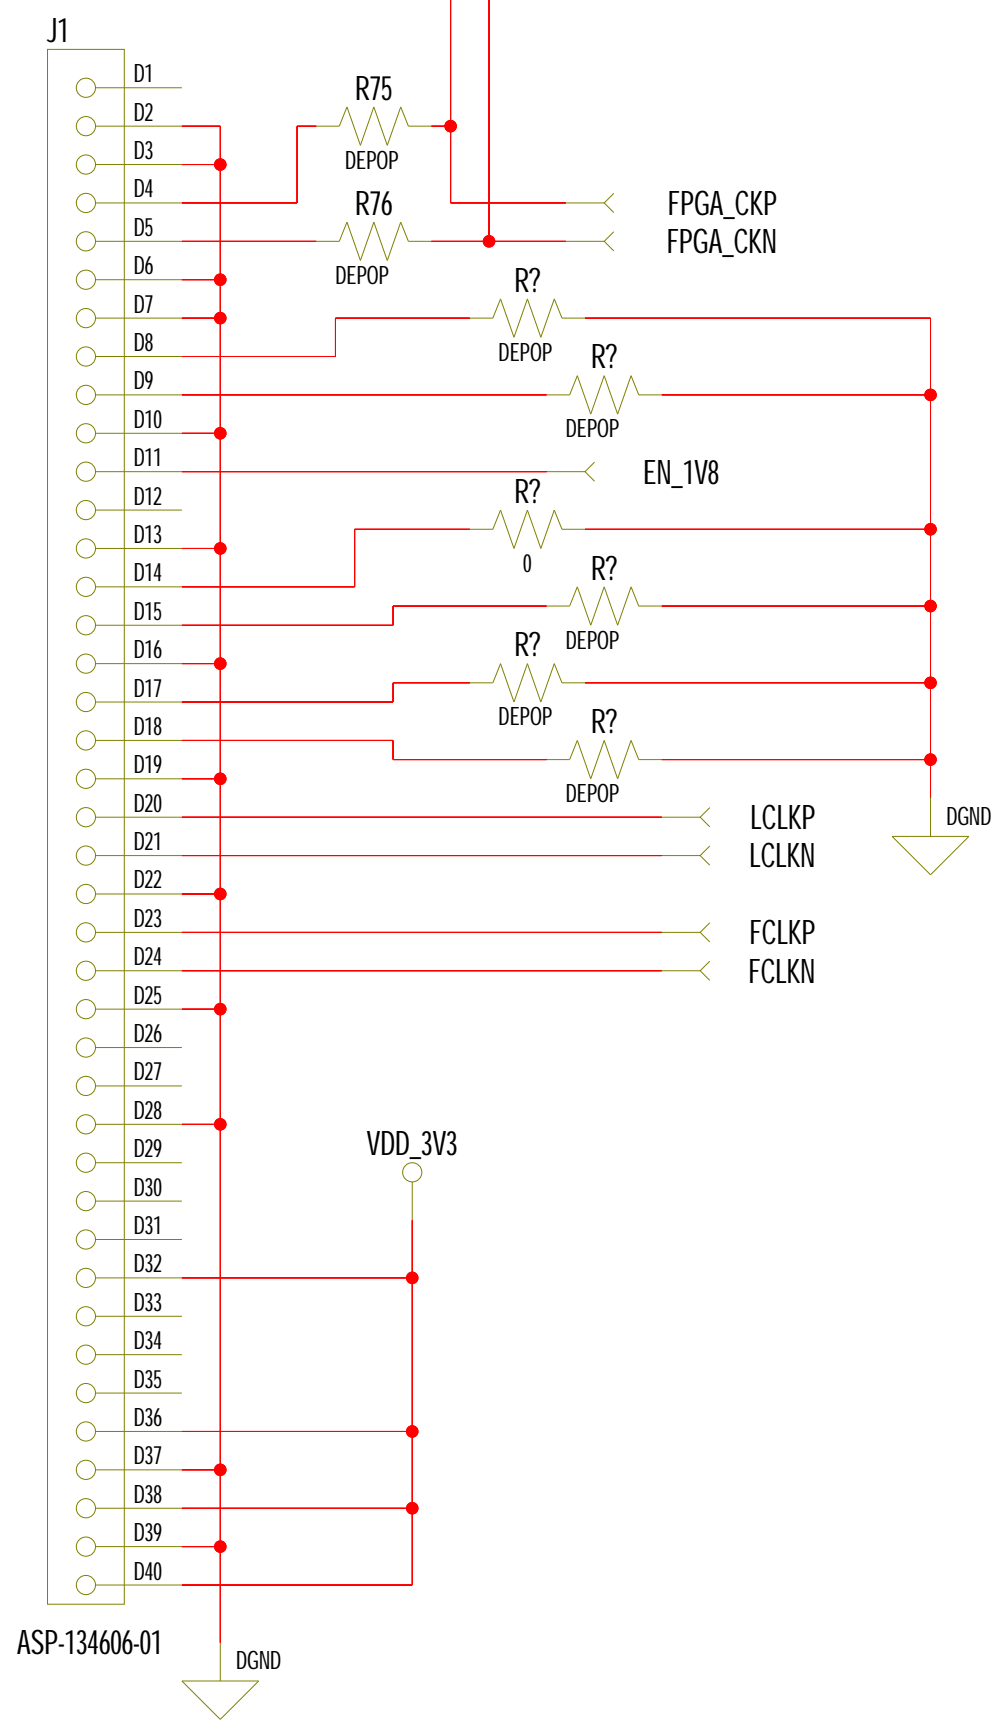 J1
D1
R75
D2
D3
DEPOP
D4
R76
FPGA_CKP
D5
FPGA_CKN
D6
DEPOP
R?
D7
D8
DEPOP
R?
D9
D10
DEPOP
D11
EN_1V8
D12
R?
D13
0
D14
R?
D15
DEPOP
D16
R?
D17
DEPOP
D18
R?
D19
DEPOP
D20
LCLKP
DGND
D21
LCLKN
D22
D23
FCLKP
D24
FCLKN
D25
D26
D27
D28
VDD_3V3
D29
D30
D31
D32
D33
D34
D35
D36
D37
D38
D39
D40
ASP-134606-01
DGND